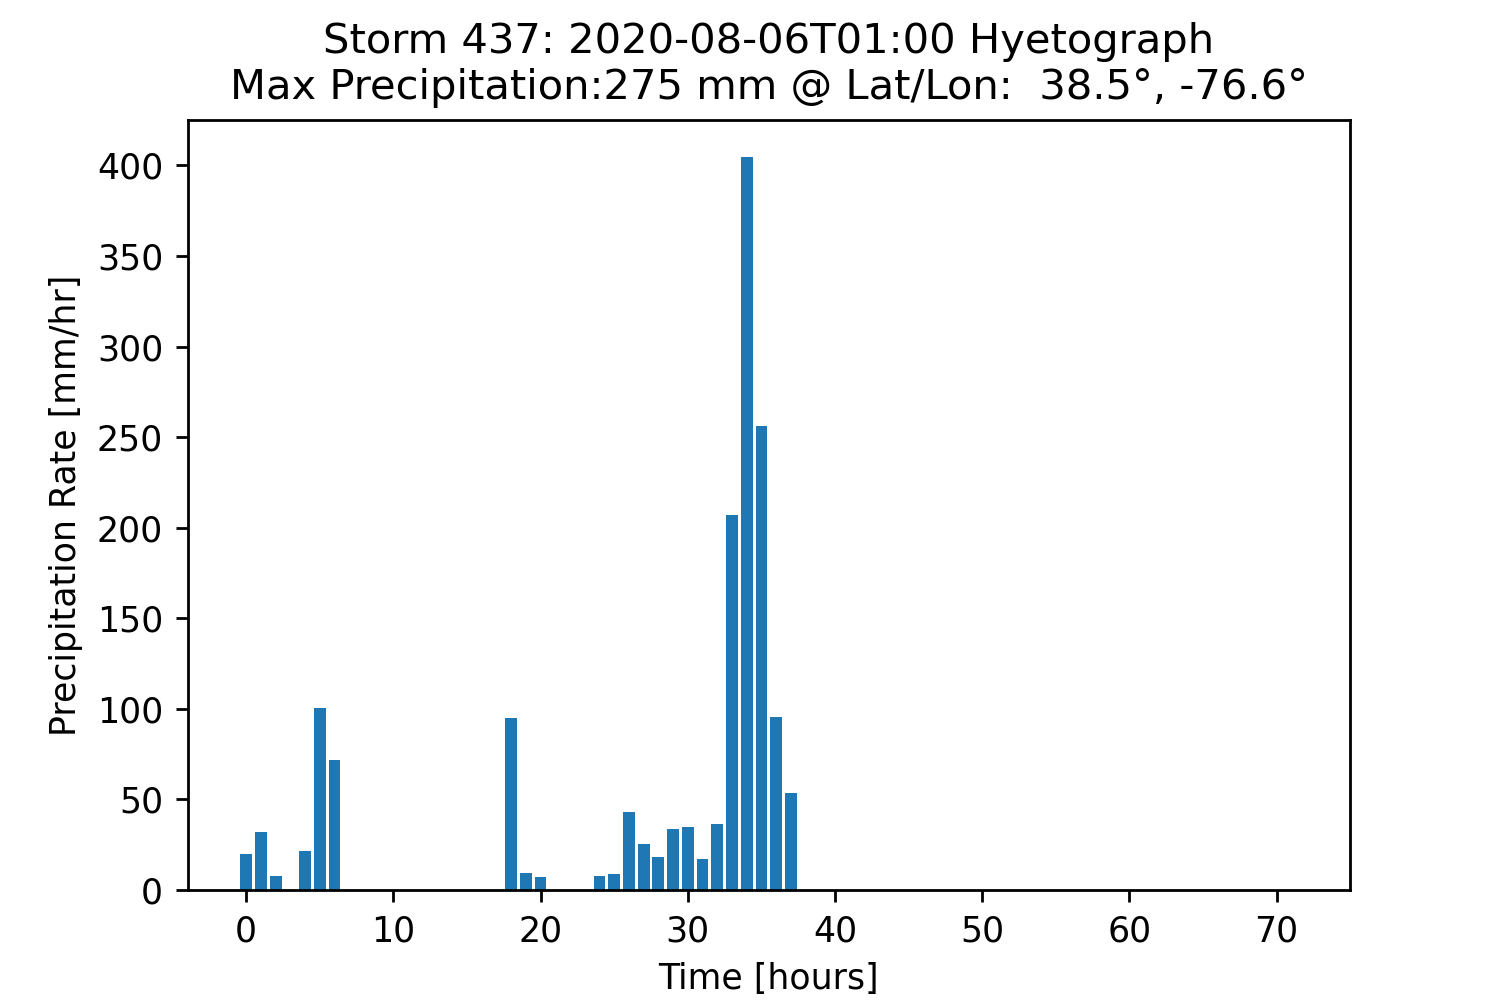 Storm 437: 2020-08-06T01:00 Hyetograph
Max Precipitation:275 mm @ Lat/Lon:  38.5°, -76.6°
400
350
300
250
200
150
100
50
0
Precipitation Rate [mm/hr]
0 10 20 30 40 50 60 70
Time [hours]